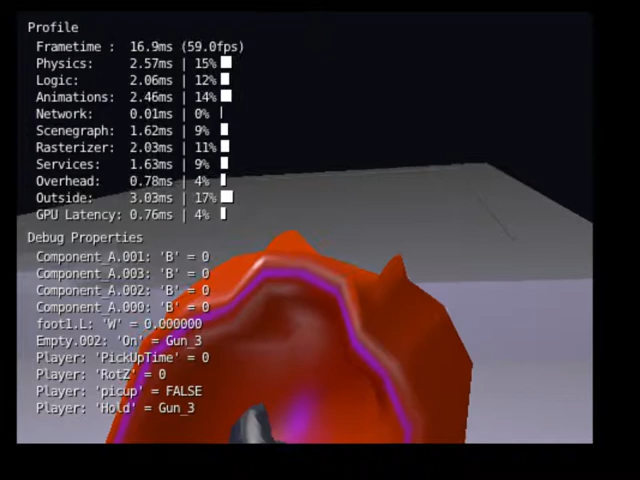 Profile
Frametime : 16.9ms (59.0fps)
Physics: 2.57ms | 15%
Logic: 2.06ms | 12%
Animations: 2.46ms | 14%
Network: 0.01ms | 0%
Scenegraph: 1.62ms | 9%
Rasterizer: 2.03ms | 11%
Services: 1.63ms | 9%
Overhead: 0.78ms | 4%
Outside: 3.03ms | 17%
GPU Latency: 0.76ms | 4%
Debug Properties
Component_A.001: 'B' = 0
Component_A.003: 'B' = 0
Component_A.002: 'B' = 0
Component_A.000: 'B' = 0
foot1.L: 'W' = 0.000000
Empty.002: 'On' = Gun_3
Player: 'PickUpTime' = 0
Player: 'RotZ' = 0
Player: 'picup' = FALSE
Player: 'Hold' = Gun_3